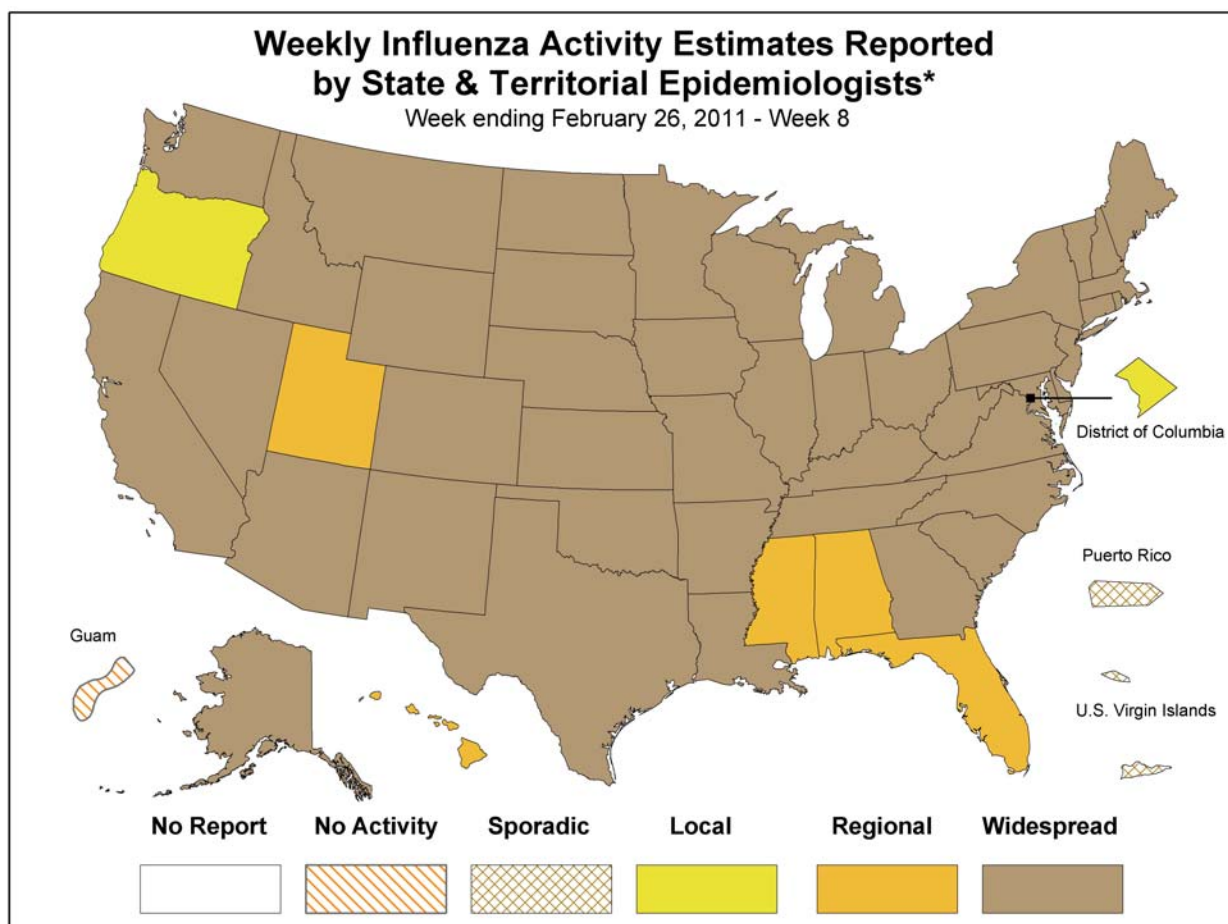 Weekly Influenza Activity Estimates Reported
by State & Territorial Epidemiologists*
Week ending February 26, 2011 - Week 8
District of Columbia
Puerto Rico
Guam
U.S. Virgin Islands
No Report No Activity Sporadic Local Regional Widespread